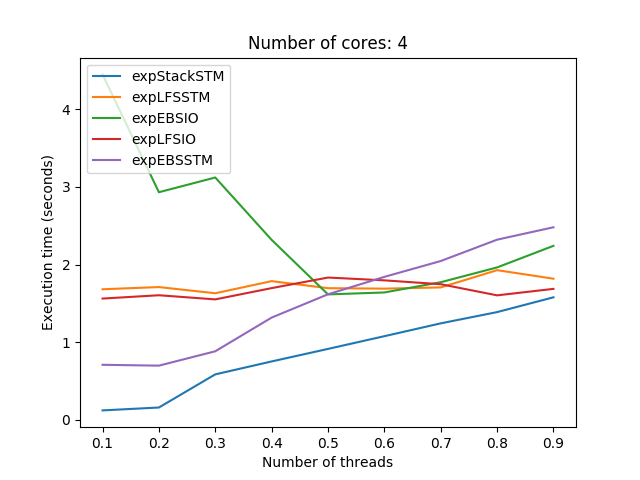 Number of cores: 4
expStackSTM
expLFSSTM
expEBSIO
expLFSIO
expEBSSTM
Execution time (seconds)
4
3
2
1
0
0.1 0.2 0.3 0.4 0.5 0.6 0.7 0.8 0.9
Number of threads